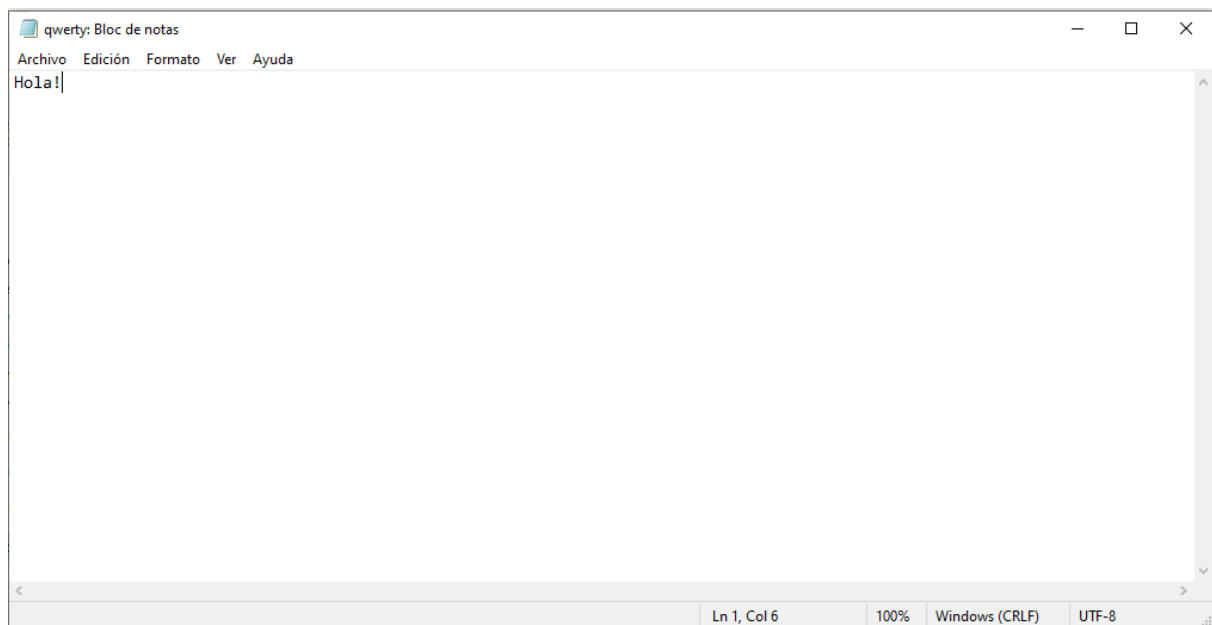 qwerty: Bloc de notas
Archivo Edición Formato Ver Ayuda
Hola!
Ln 1, Col 6 100% Windows (CRLF) UTF-8